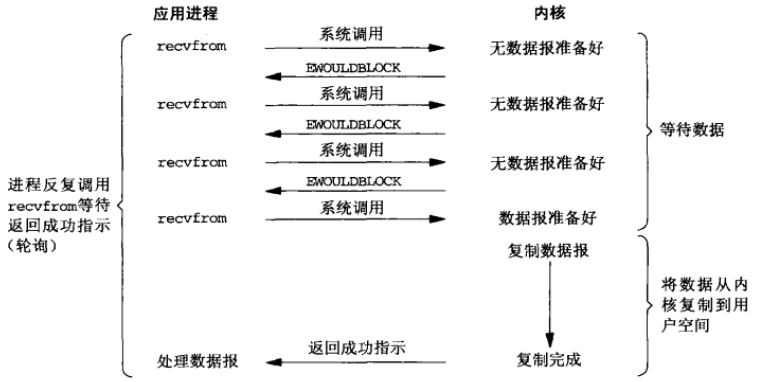 应用进程
内核
recvfrom
系统调用
无数据报准备好
EWOULDBLOCK
recvfrom
系统调用
无数据报准备好
EWOULDBLOCK
recvfrom
系统调用
无数据报准备好
EWOULDBLOCK
recvfrom
系统调用
数据报准备好
等待数据
进程反复调用
recvfrom等待
返回成功指示
(轮询)
复制数据报
将数据从内
核复制到用
户空间
处理数据报
返回成功指示
复制完成